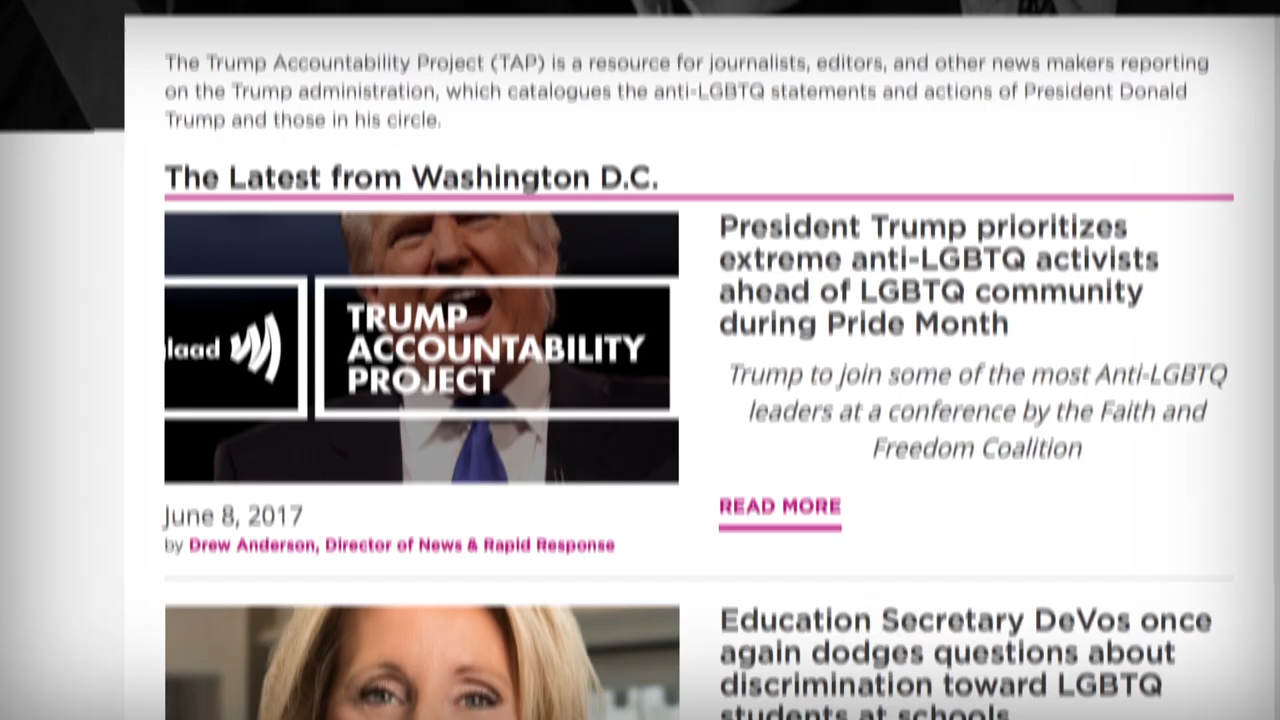 The Trump Accountability Project (TAP) is a resource for journalists, editors, and other news makers reporting
on the Trump administration, which catalogues the anti-LGBTQ statements and actions of President Donald
Trump and those in his circle.
The Latest from Washington D.C.
laad
TRUMP
ACCOUNTABILITY
PROJECT
President Trump prioritizes
extreme anti-LGBTQ activists
ahead of LGBTQ community
during Pride Month
Trump to join some of the most Anti-LGBTQ
leaders at a conference by the Faith and
Freedom Coalition
READ MORE
June 8, 2017
by Drew Anderson, Director of News & Rapid Response
Education Secretary DeVos once
again dodges questions about
discrimination toward LGBTQ
students at schools